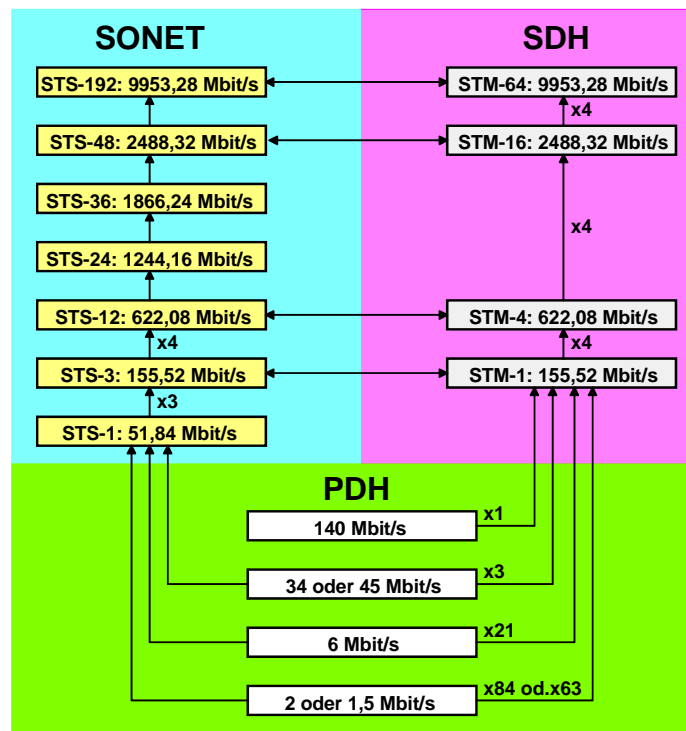 SONET
SDH
STS-192: 9953,28 Mbit/s
STM-64: 9953,28 Mbit/s
x4
STS-48: 2488,32 Mbit/s
STM-16: 2488,32 Mbit/s
STS-36: 1866,24 Mbit/s
x4
STS-24: 1244,16 Mbit/s
STS-12: 622,08 Mbit/s
STM-4: 622,08 Mbit/s
x4
x4
STS-3: 155,52 Mbit/s
STM-1: 155,52 Mbit/s
x3
STS-1: 51,84 Mbit/s
PDH
x1
140 Mbit/s
x3
34 oder 45 Mbit/s
x21
6 Mbit/s
x84 od.x63
2 oder 1,5 Mbit/s